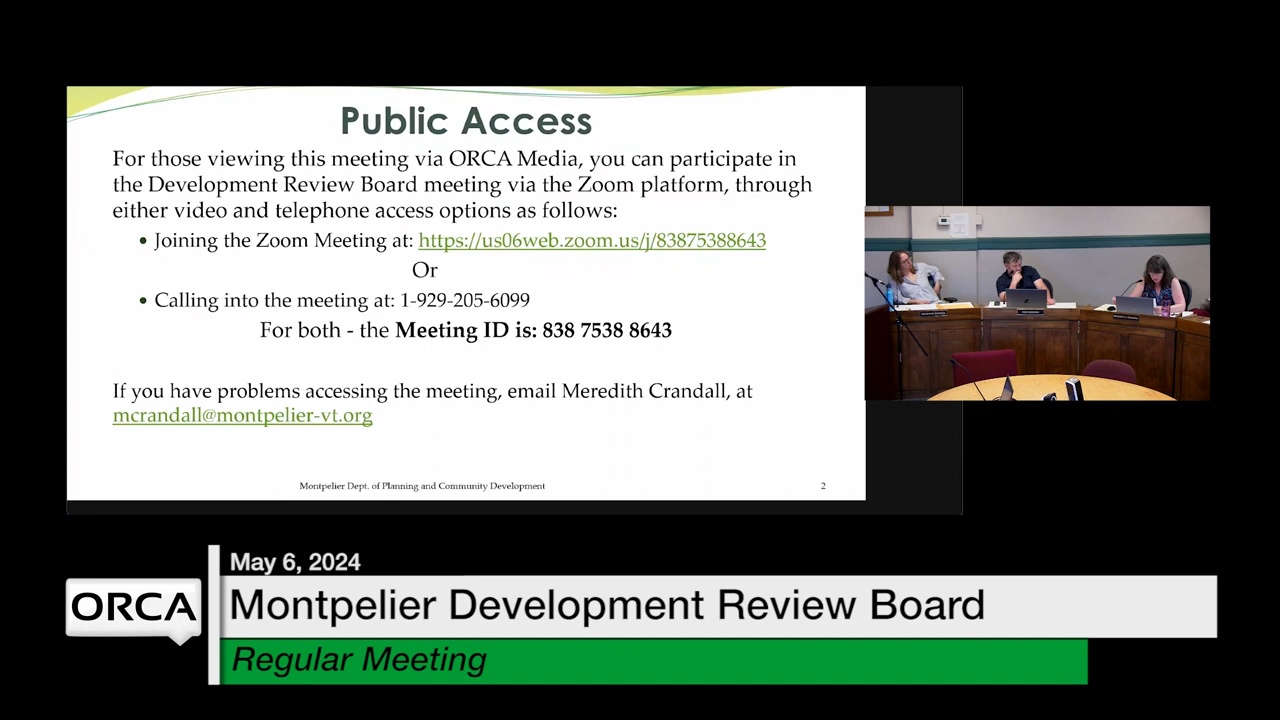 Public Access
For those viewing this meeting via ORCA Media, you can participate in
the Development Review Board meeting via the Zoom platform, through
either video and telephone access options as follows:
• Joining the Zoom Meeting at: https://us06web.zoom.us/j/83875388643
Or
• Calling into the meeting at: 1-929-205-6099
For both - the Meeting ID is: 838 7538 8643
If you have problems accessing the meeting, email Meredith Crandall, at
mcrandall@montpelier-vt.org
Montpelier Dept. of Planning and Community Development 2
May 6, 2024
ORCA Montpelier Development Review Board
Regular Meeting